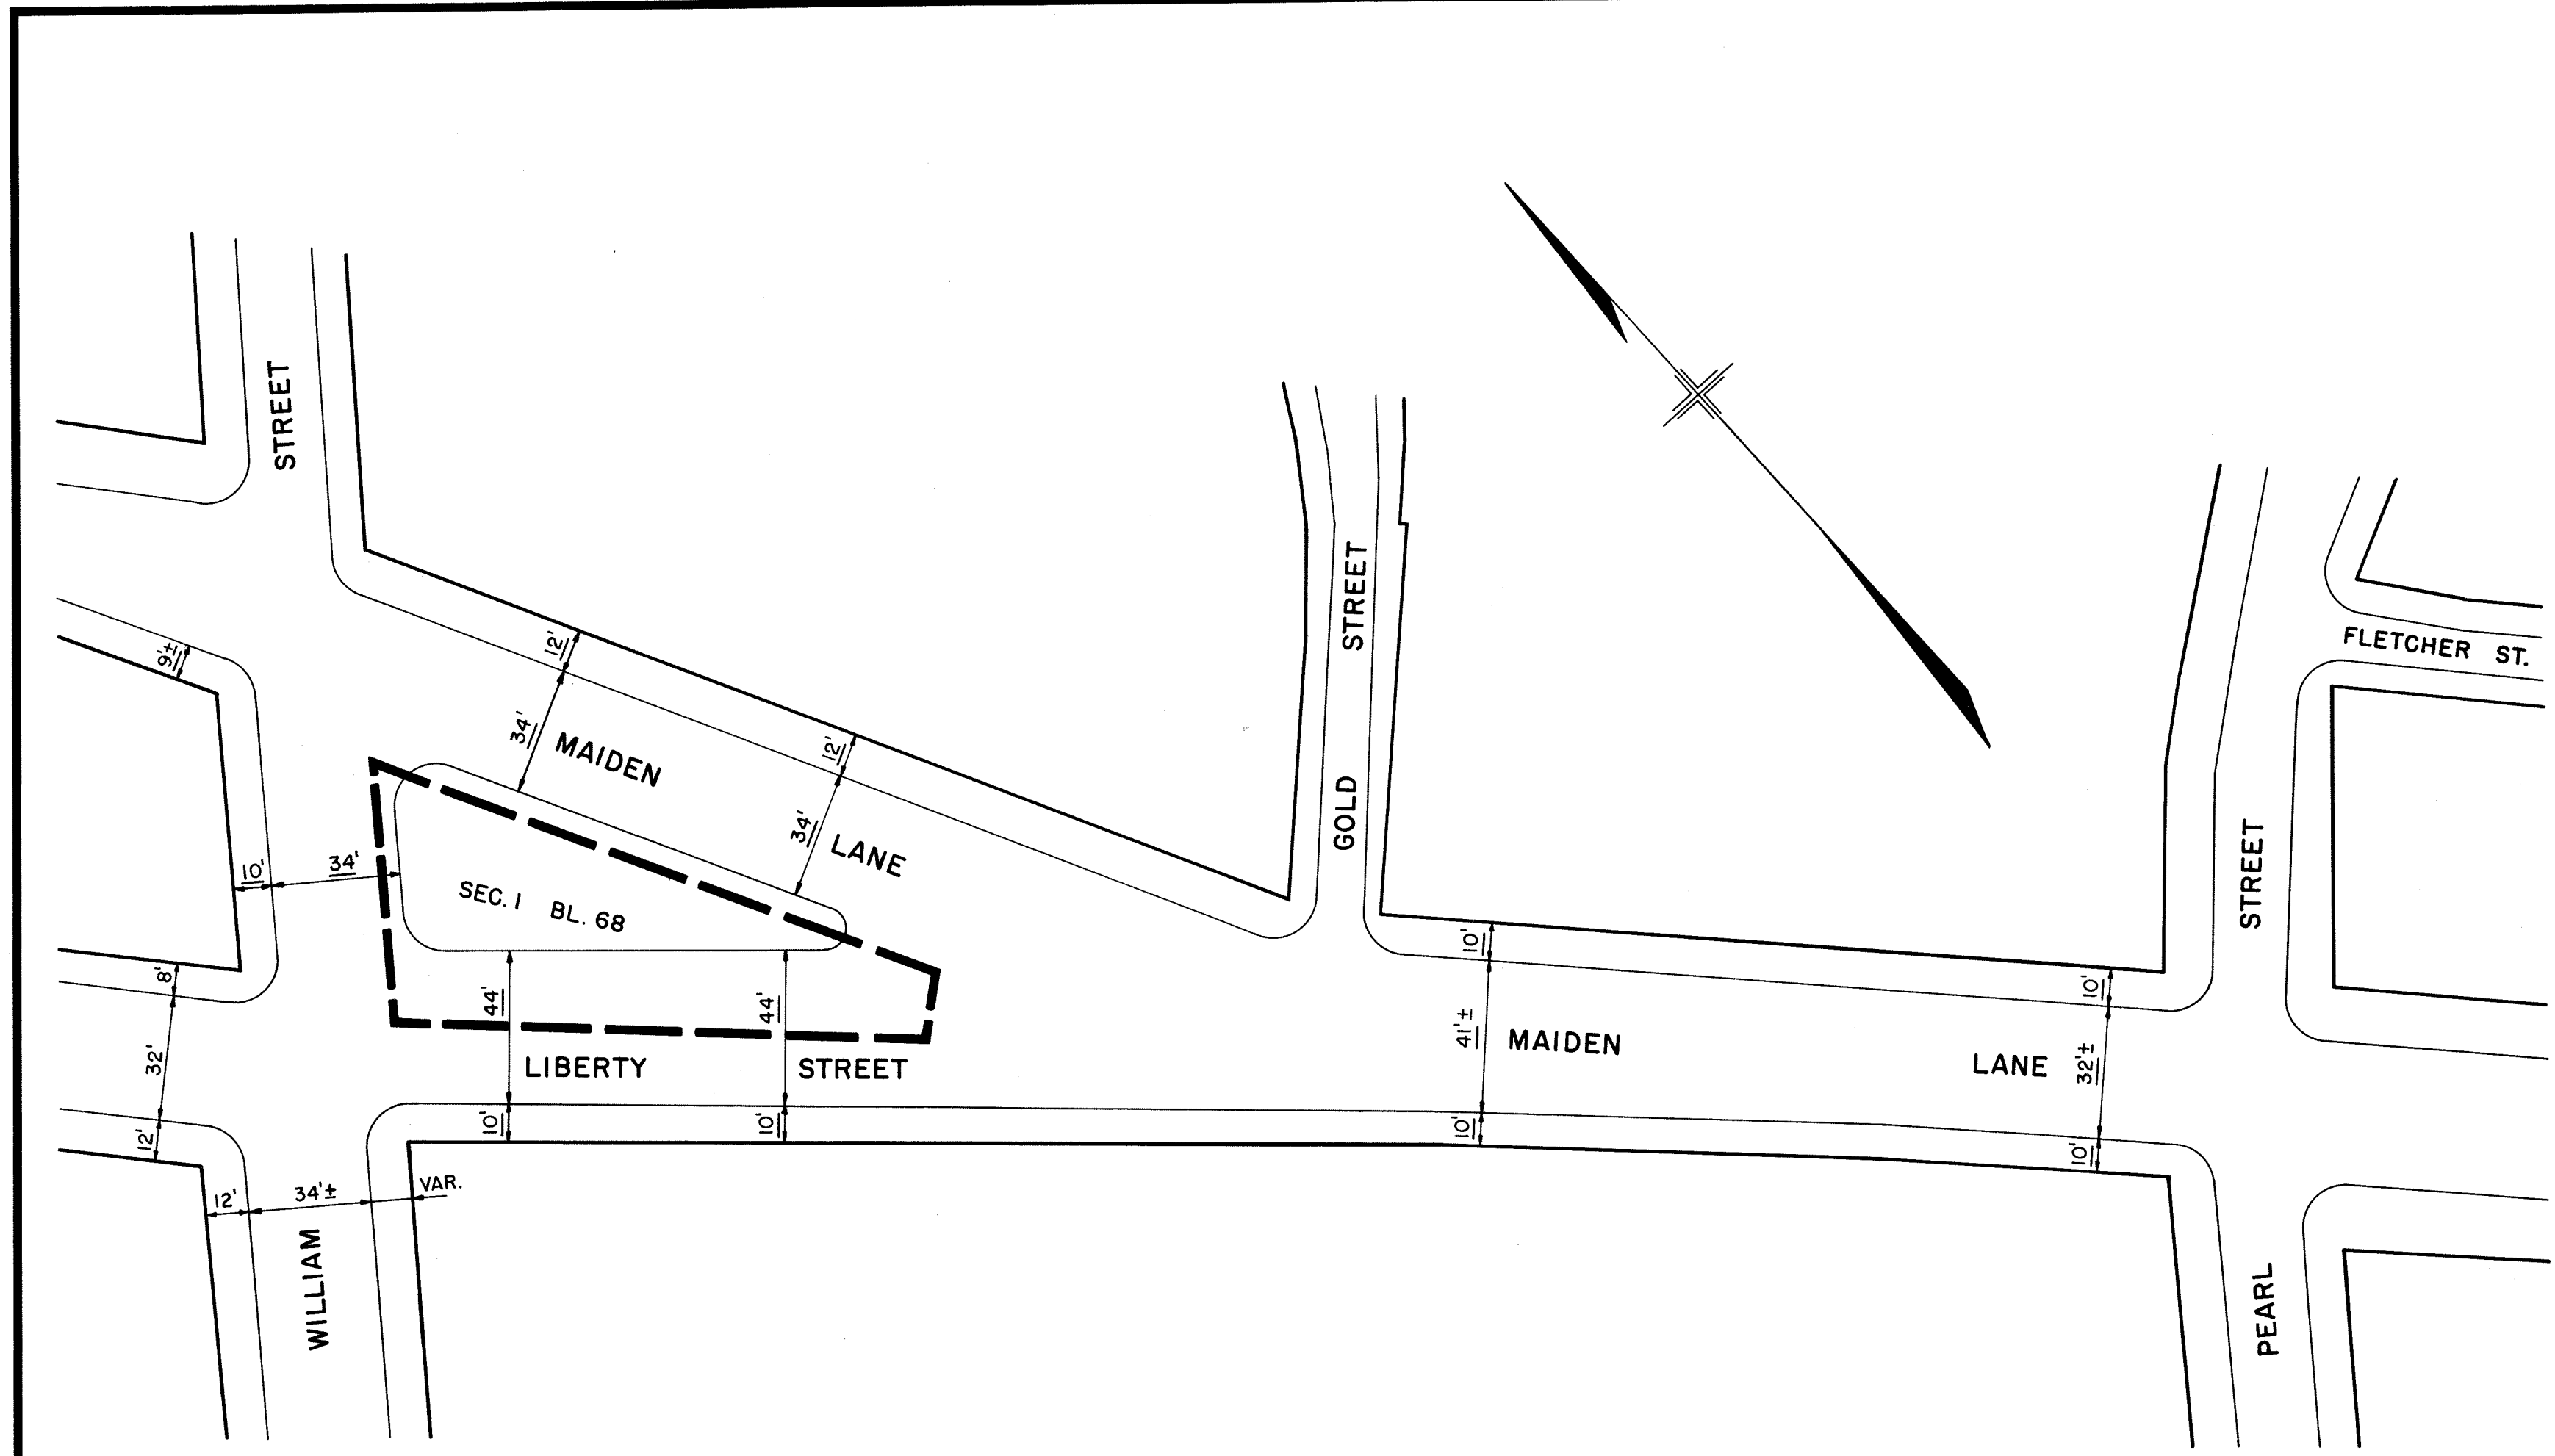 STREET
12'
9'±
STREET
FLETCHER ST.
34'
MAIDEN
12'
34'
LANE
GOLD
10'
34'
SEC. 1 BL. 68
STREET
10'
10'
8'
44'
44'
41'±
MAIDEN
LANE
32'±
32'
LIBERTY STREET
12'
10'
10'
10'
10'
12'
34'±
VAR.
WILLIAM
PEARL